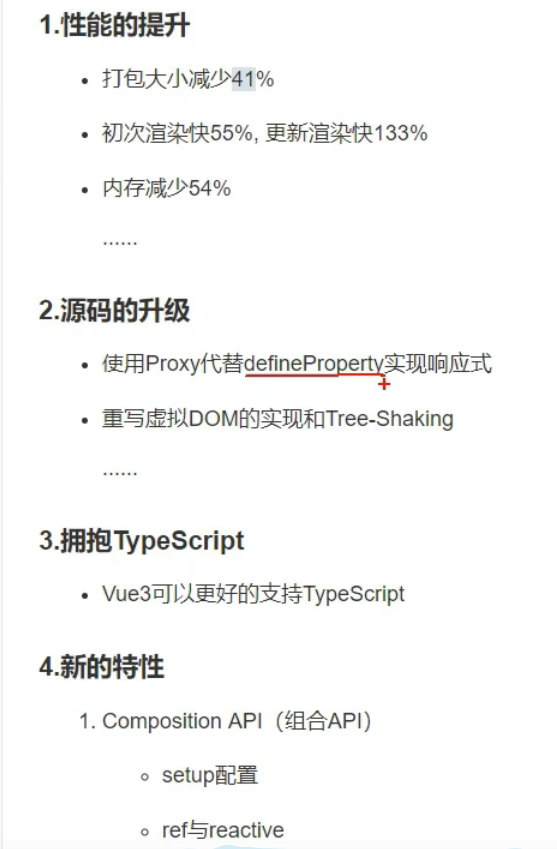 1.性能的提升
打包大小减少41%
初次渲染快55%, 更新渲染快133%
内存减少54%
......
2.源码的升级
使用Proxy代替defineProperty实现响应式
重写虚拟DOM的实现和Tree-Shaking
......
3.拥抱TypeScript
Vue3可以更好的支持TypeScript
4.新的特性
1. Composition API（组合API）
setup配置
ref与reactive